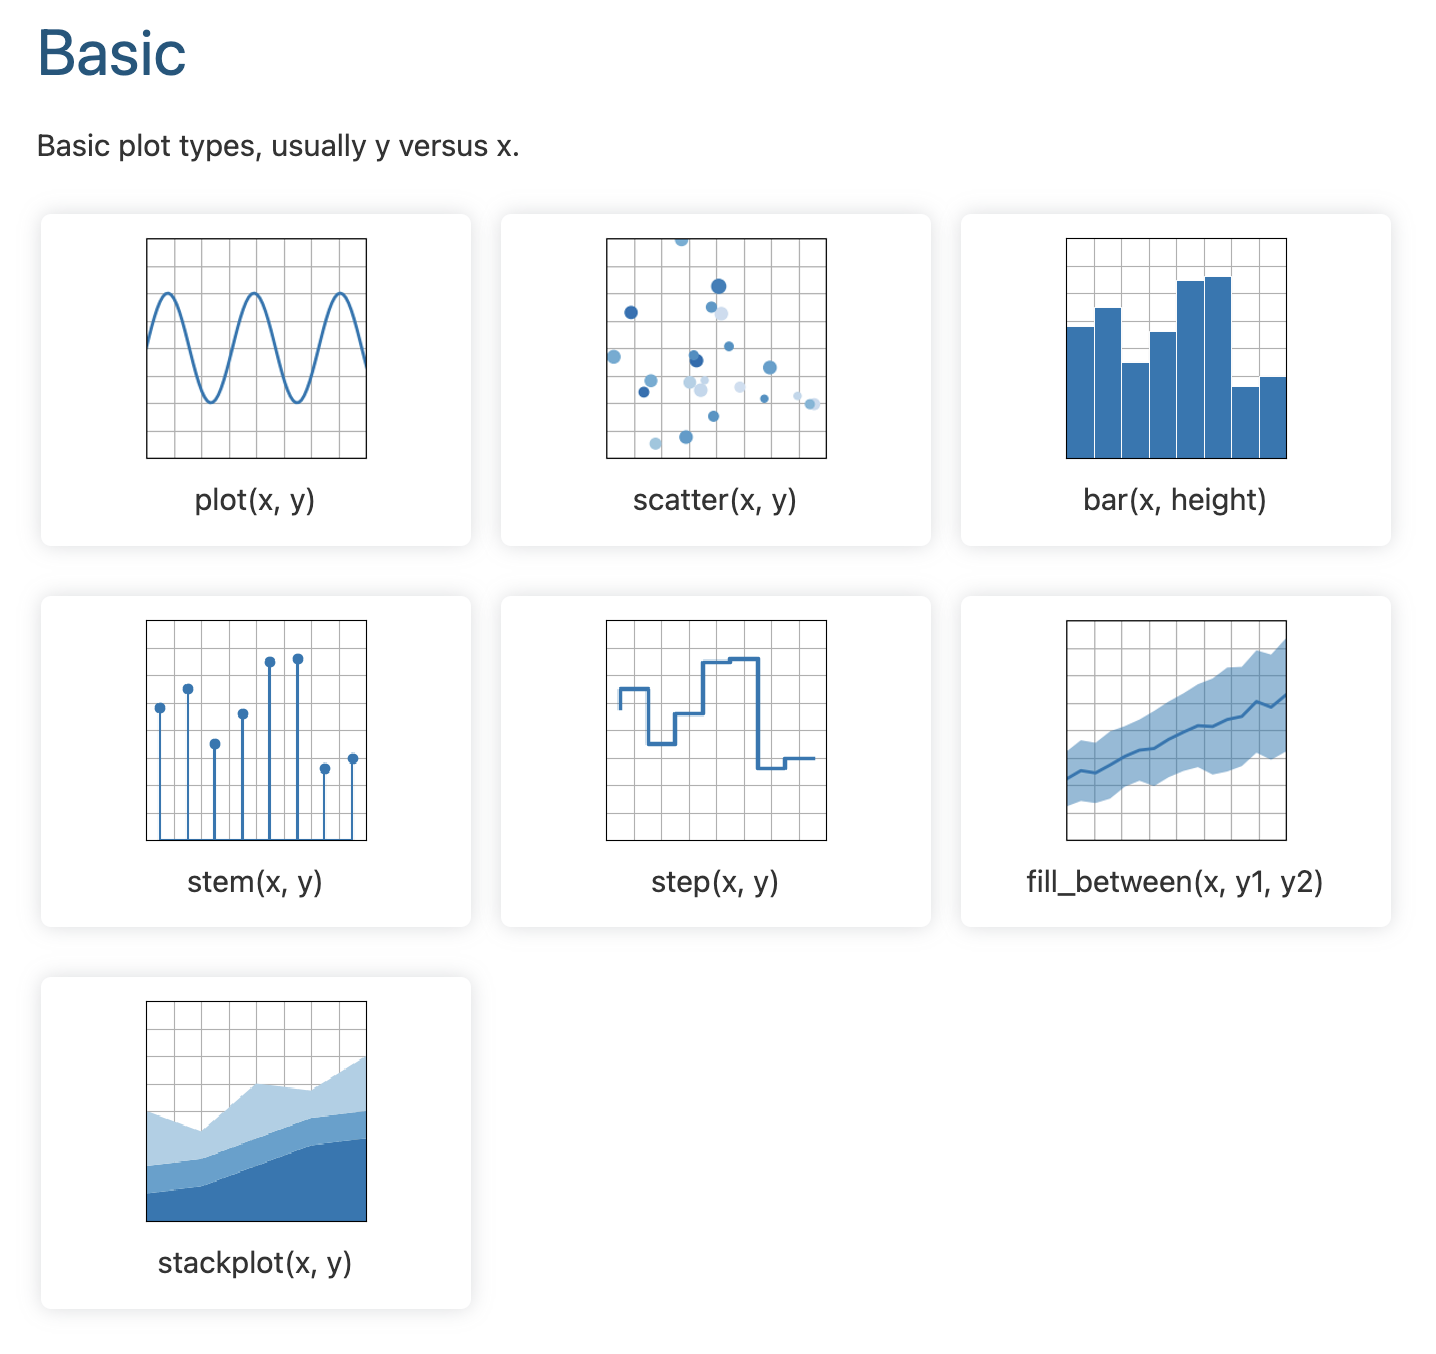 Basic
Basic plot types, usually y versus x.
plot(x, y)
scatter(x, y)
bar(x, height)
stem(x, y)
step(x, y)
fill_between(x, y1, y2)
stackplot(x, y)